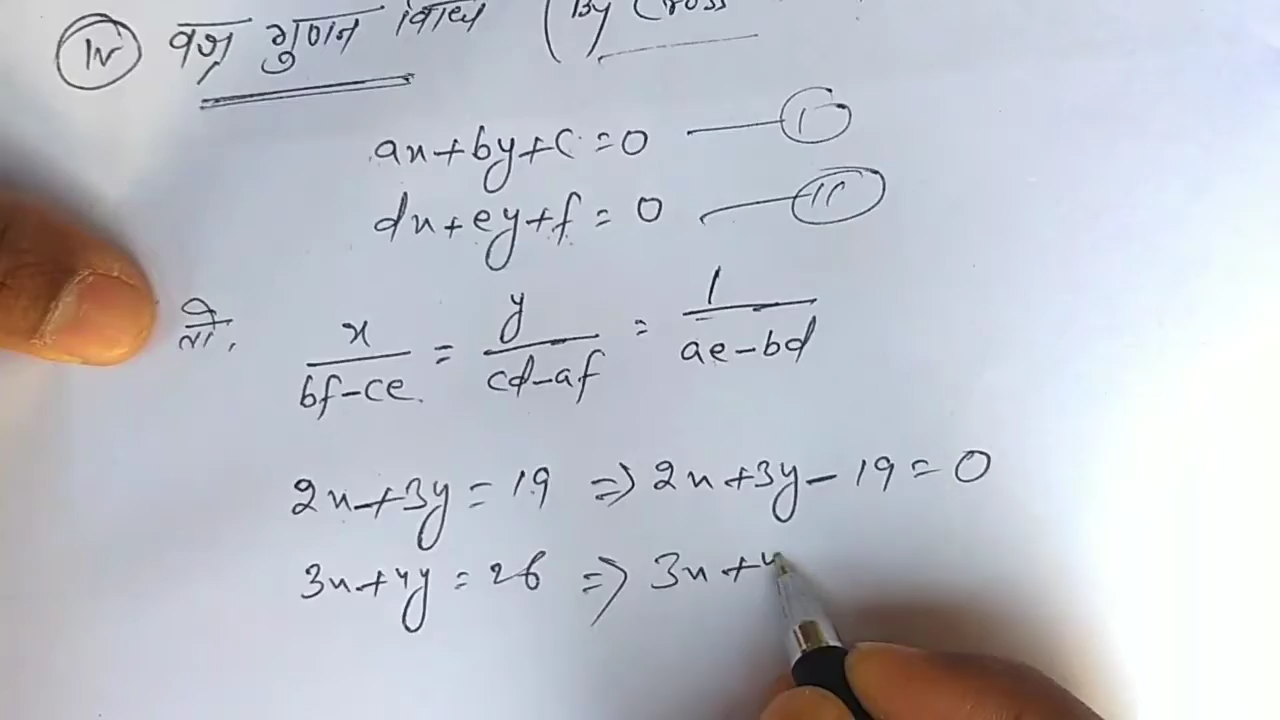 (IV) वज्र गुणन विधि (By Cross
ax+by+c=0 —(I)
dx+ey+f=0 —(II)
x/(bf-ce) = y/(cd-af) = 1/(ae-bd)
2x+3y=19 ⇒ 2x+3y-19=0
3x+4y=26 ⇒ 3x+4